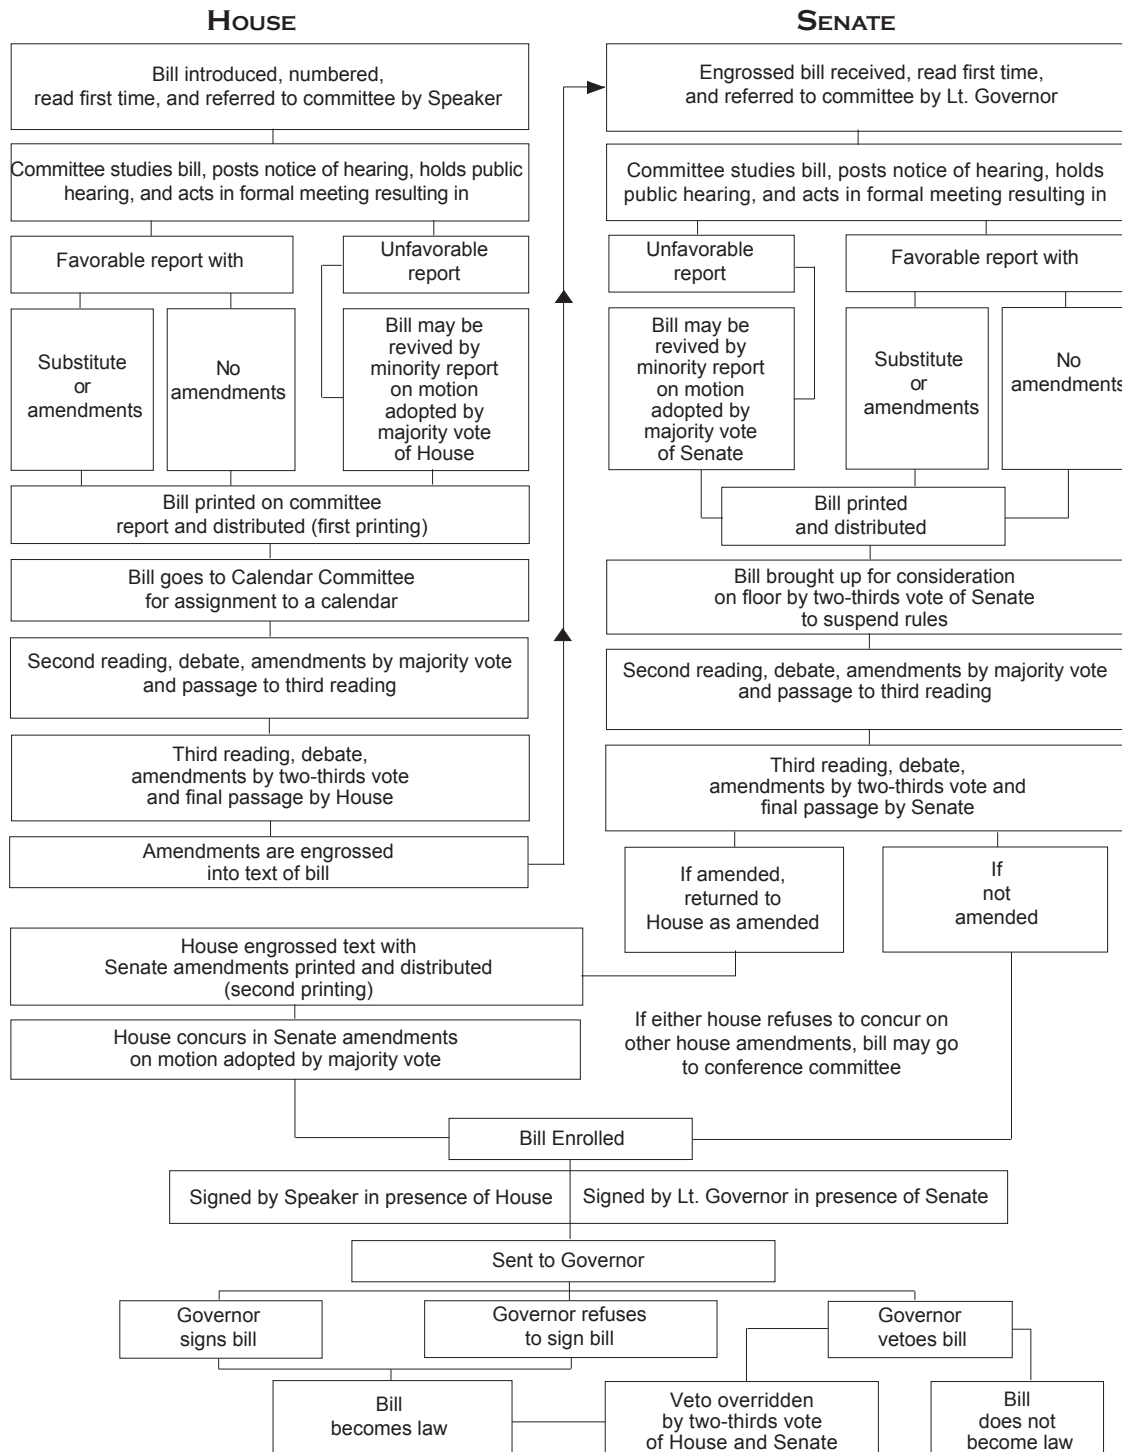 HOUSE
Bill introduced, numbered,
read first time, and referred to committee by Speaker
Committee studies bill, posts notice of hearing, holds public
hearing, and acts in formal meeting resulting in
Favorable report with
Unfavorable
report
Substitute
or
amendments
No
amendments
Bill may be
revived by
minority report
on motion
adopted by
majority vote
of House
Bill printed on committee
report and distributed (first printing)
Bill goes to Calendar Committee
for assignment to a calendar
Second reading, debate, amendments by majority vote
and passage to third reading
Third reading, debate,
amendments by two-thirds vote
and final passage by House
Amendments are engrossed
into text of bill
SENATE
Engrossed bill received, read first time,
and referred to committee by Lt. Governor
Committee studies bill, posts notice of hearing, holds
public hearing, and acts in formal meeting resulting in
Unfavorable
report
Favorable report with
Bill may be
revived by
minority report
on motion
adopted by
majority vote
of Senate
Substitute
or
amendments
No
amendments
Bill printed
and distributed
Bill brought up for consideration
on floor by two-thirds vote of Senate
to suspend rules
Second reading, debate, amendments by majority vote
and passage to third reading
Third reading, debate,
amendments by two-thirds vote and
final passage by Senate
If amended,
returned to
House as amended
If
not
amended
House engrossed text with
Senate amendments printed and distributed
(second printing)
House concurs in Senate amendments
on motion adopted by majority vote
If either house refuses to concur on
other house amendments, bill may go
to conference committee
Bill Enrolled
Signed by Speaker in presence of House
Signed by Lt. Governor in presence of Senate
Sent to Governor
Governor
signs bill
Governor refuses
to sign bill
Governor
vetoes bill
Bill
becomes law
Veto overridden
by two-thirds vote
of House and Senate
Bill
does not
become law